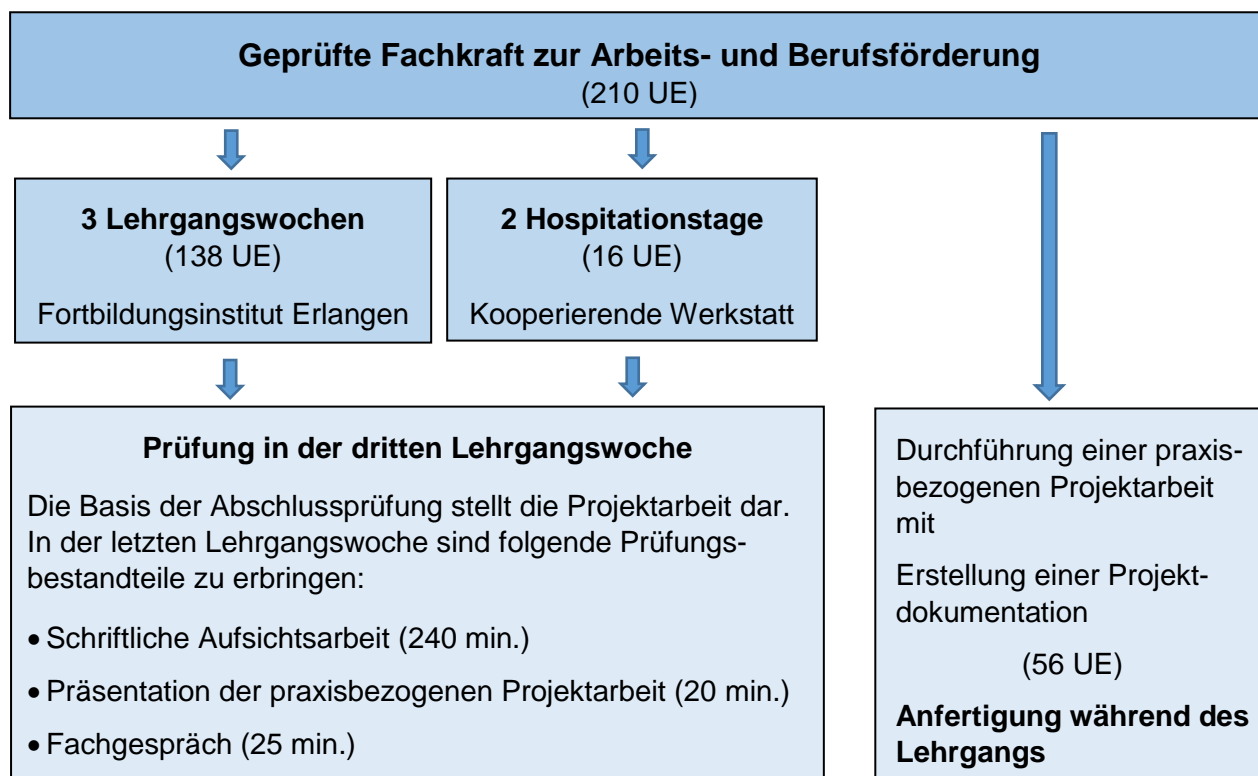 Geprüfte Fachkraft zur Arbeits- und Berufsförderung
(210 UE)
3 Lehrgangswochen
(138 UE)
Fortbildungsinstitut Erlangen
2 Hospitationstage
(16 UE)
Kooperierende Werkstatt
Prüfung in der dritten Lehrgangswoche
Die Basis der Abschlussprüfung stellt die Projektarbeit dar.
In der letzten Lehrgangswoche sind folgende Prüfungs-
bestandteile zu erbringen:
• Schriftliche Aufsichtsarbeit (240 min.)
• Präsentation der praxisbezogenen Projektarbeit (20 min.)
• Fachgespräch (25 min.)
Durchführung einer praxis-
bezogenen Projektarbeit
mit
Erstellung einer Projekt-
dokumentation
(56 UE)
Anfertigung während des
Lehrgangs